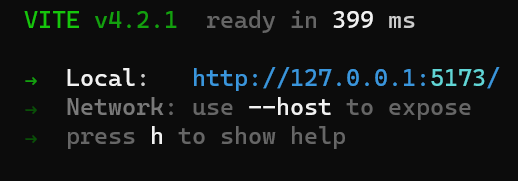 VITE v4.2.1 ready in 399 ms
➜ Local: http://127.0.0.1:5173/
➜ Network: use --host to expose
➜ press h to show help